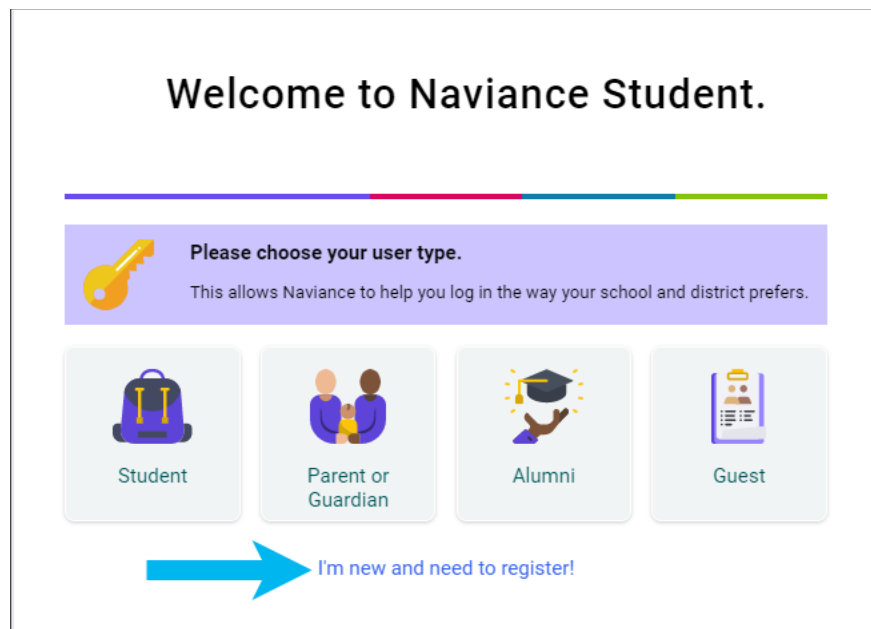 Welcome to Naviance Student.
Please choose your user type.
This allows Naviance to help you log in the way your school and district prefers.
Student
Parent or
Guardian
Alumni
Guest
I'm new and need to register!